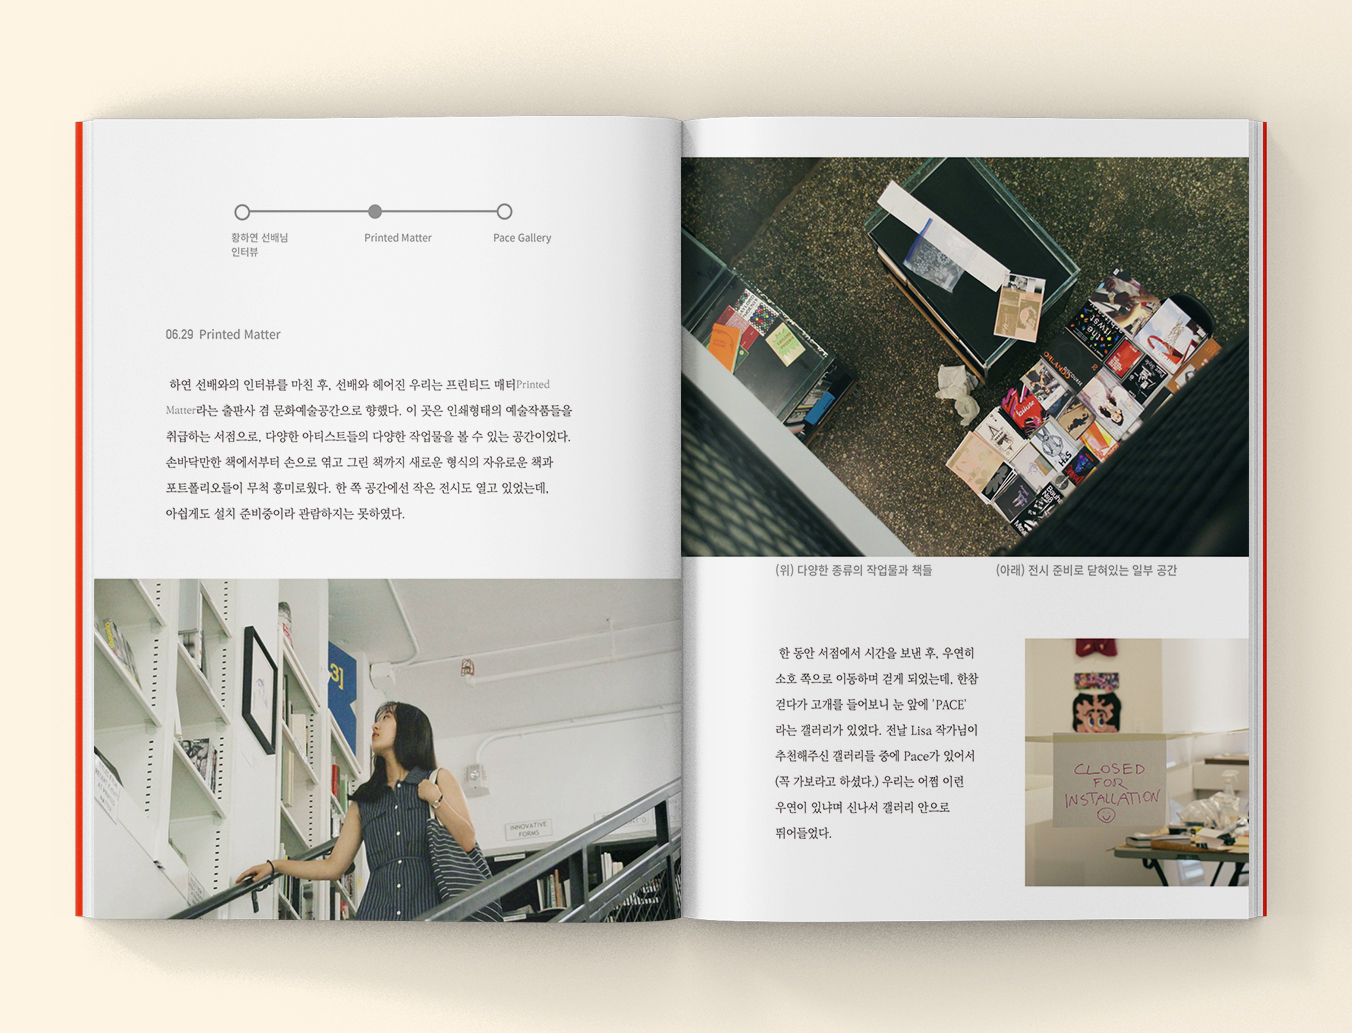 황하연 선배님
인터뷰
Printed Matter
Pace Gallery
06.29 Printed Matter
하연 선배와의 인터뷰를 마친 후, 선배와 헤어진 우리는 프린티드 매터Printed
Matter라는 출판사 겸 문화예술공간으로 향했다. 이 곳은 인쇄형태의 예술작품들을
취급하는 서점으로, 다양한 아티스트들의 다양한 작업물을 볼 수 있는 공간이었다.
손바닥만한 책에서부터 손으로 엮고 그린 책까지 새로운 형식의 자유로운 책과
포트폴리오들이 무척 흥미로웠다. 한 쪽 공간에선 작은 전시도 열고 있었는데,
아쉽게도 설치 준비중이라 관람하지는 못하였다.
3]
INNOVATIVE
FORMS
(위) 다양한 종류의 작업물과 책들
(아래) 전시 준비로 닫혀있는 일부 공간
한 동안 서점에서 시간을 보낸 후, 우연히
소호 쪽으로 이동하며 걷게 되었는데, 한참
걷다가 고개를 들어보니 눈 앞에 'PACE'
라는 갤러리가 있었다. 전날 Lisa 작가님이
추천해주신 갤러리들 중에 Pace가 있어서
(꼭 가보라고 하셨다.) 우리는 어쩜 이런
우연이 있냐며 신나서 갤러리 안으로
뛰어들었다.
CLOSED
FOR
INSTALLATION